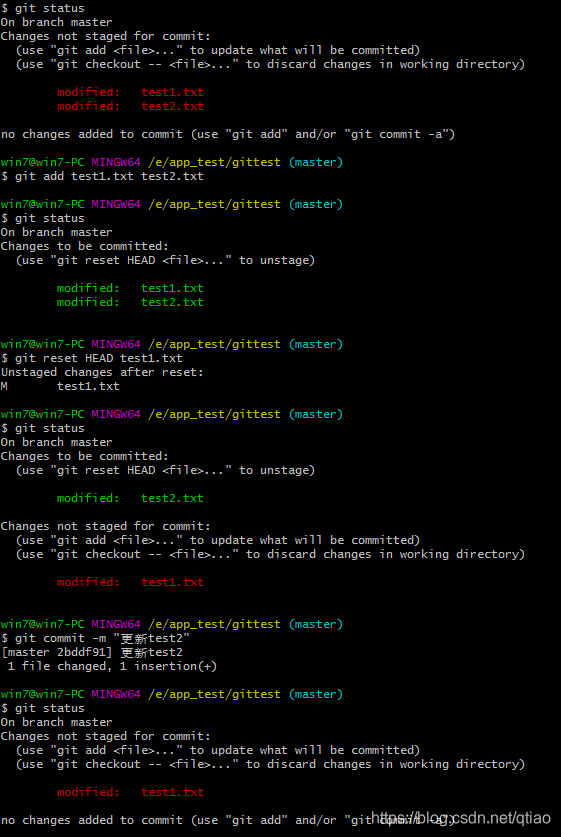 $ git status
On branch master
Changes not staged for commit:
  (use "git add <file>..." to update what will be committed)
  (use "git checkout -- <file>..." to discard changes in working directory)

        modified:   test1.txt
        modified:   test2.txt

no changes added to commit (use "git add" and/or "git commit -a")

win7@win7-PC MINGW64 /e/app_test/gittest (master)
$ git add test1.txt test2.txt

win7@win7-PC MINGW64 /e/app_test/gittest (master)
$ git status
On branch master
Changes to be committed:
  (use "git reset HEAD <file>..." to unstage)

        modified:   test1.txt
        modified:   test2.txt


win7@win7-PC MINGW64 /e/app_test/gittest (master)
$ git reset HEAD test1.txt
Unstaged changes after reset:
M       test1.txt

win7@win7-PC MINGW64 /e/app_test/gittest (master)
$ git status
On branch master
Changes to be committed:
  (use "git reset HEAD <file>..." to unstage)

        modified:   test2.txt

Changes not staged for commit:
  (use "git add <file>..." to update what will be committed)
  (use "git checkout -- <file>..." to discard changes in working directory)

        modified:   test1.txt


win7@win7-PC MINGW64 /e/app_test/gittest (master)
$ git commit -m "更新test2"
[master 2bddf91] 更新test2
 1 file changed, 1 insertion(+)

win7@win7-PC MINGW64 /e/app_test/gittest (master)
$ git status
On branch master
Changes not staged for commit:
  (use "git add <file>..." to update what will be committed)
  (use "git checkout -- <file>..." to discard changes in working directory)

        modified:   test1.txt

no changes added to commit (use "git add" and/or "git commit -a")
https://blog.csdn.net/qtiao